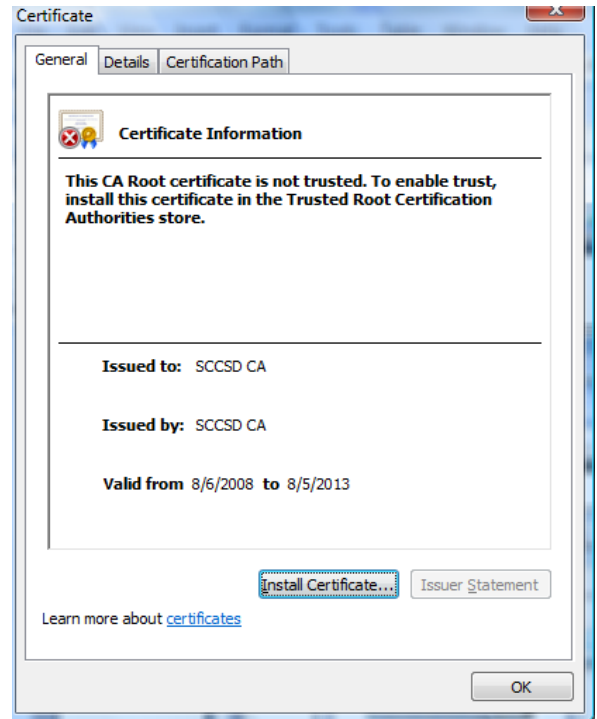 Certificate
General Details Certification Path
Certificate Information
This CA Root certificate is not trusted. To enable trust,
install this certificate in the Trusted Root Certification
Authorities store.
Issued to: SCCSD CA
Issued by: SCCSD CA
Valid from 8/6/2008 to 8/5/2013
Install Certificate... Issuer Statement
Learn more about certificates
OK